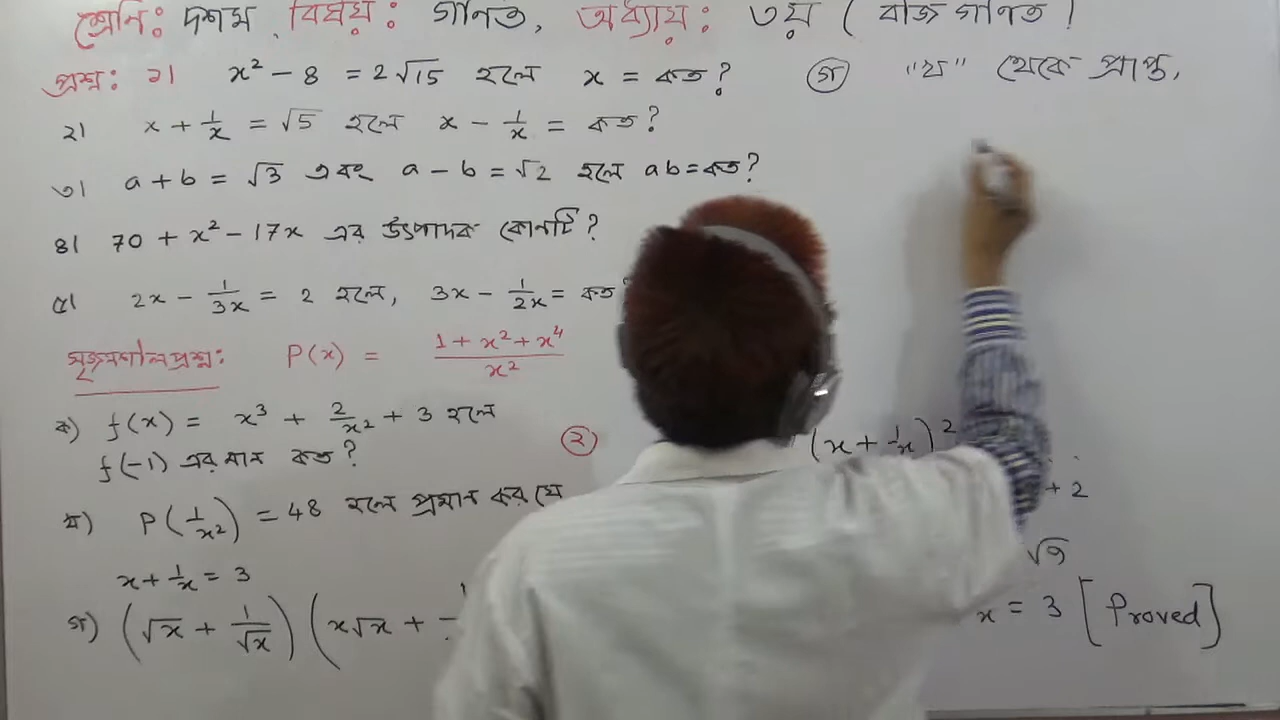 শ্রেনি: দশম, বিষয়: গনিত, অধ্যায়: ৩য় (বীজ গনিত)
প্রশ্ন: ১। x² - 8 = 2√15 হলে x = কত?
২। x + 1/x = √5 হলে x - 1/x = কত?
৩। a + b = √3 এবং a - b = √2 হলে ab = কত?
৪। 70 + x² - 17x এর উৎপাদক কোনটি?
৫। 2x - 1/3x = 2 হলে, 3x - 1/2x = কত
সৃজনশীল প্রশ্ন: P(x) = (1 + x² + x⁴)/x²
ক) f(x) = x³ + 2/x² + 3 হলে
f(-1) এর মান কত?
খ) P(1/x²) = 48 হলে প্রমান কর যে
x + 1/x = 3
গ) (√x + 1/√x)(x√x +
২
(x + 1/x)²
+ 2
√9
x = 3 [Proved]
গ "খ" থেকে প্রাপ্ত,